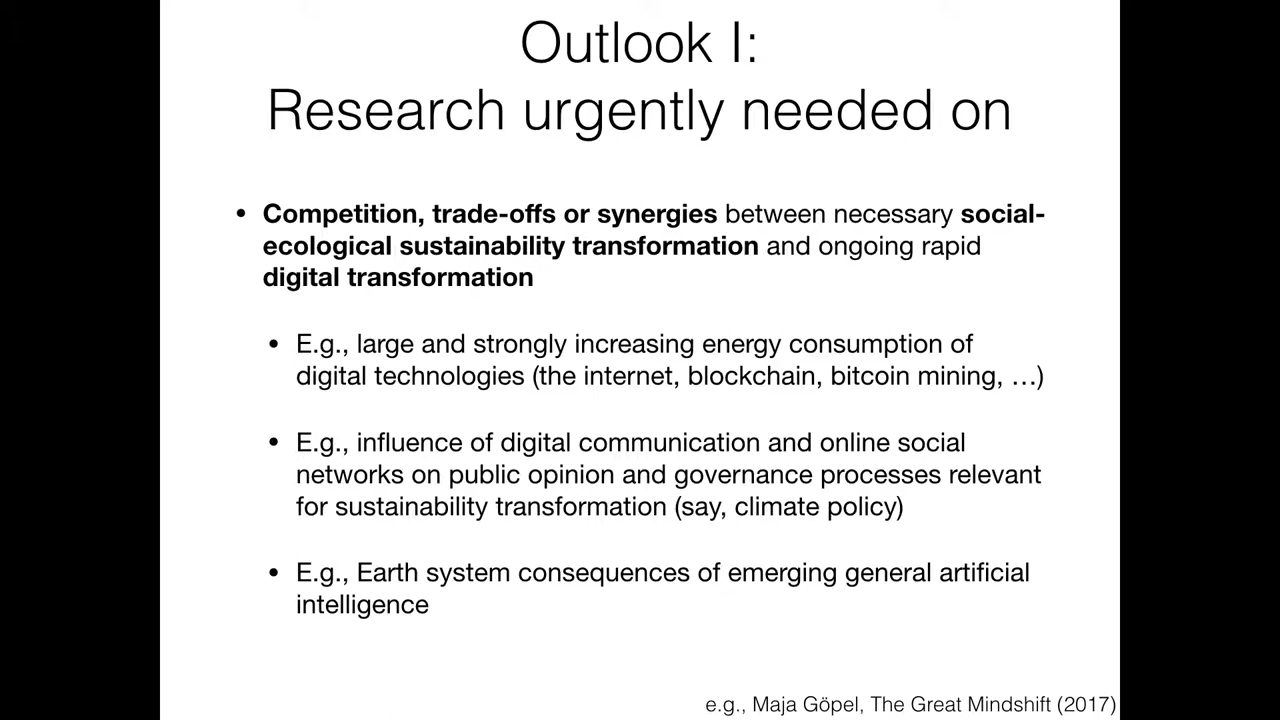 Outlook I:
Research urgently needed on
• Competition, trade-offs or synergies between necessary social-
ecological sustainability transformation and ongoing rapid
digital transformation
• E.g., large and strongly increasing energy consumption of
digital technologies (the internet, blockchain, bitcoin mining, …)
• E.g., influence of digital communication and online social
networks on public opinion and governance processes relevant
for sustainability transformation (say, climate policy)
• E.g., Earth system consequences of emerging general artificial
intelligence
e.g., Maja Göpel, The Great Mindshift (2017)